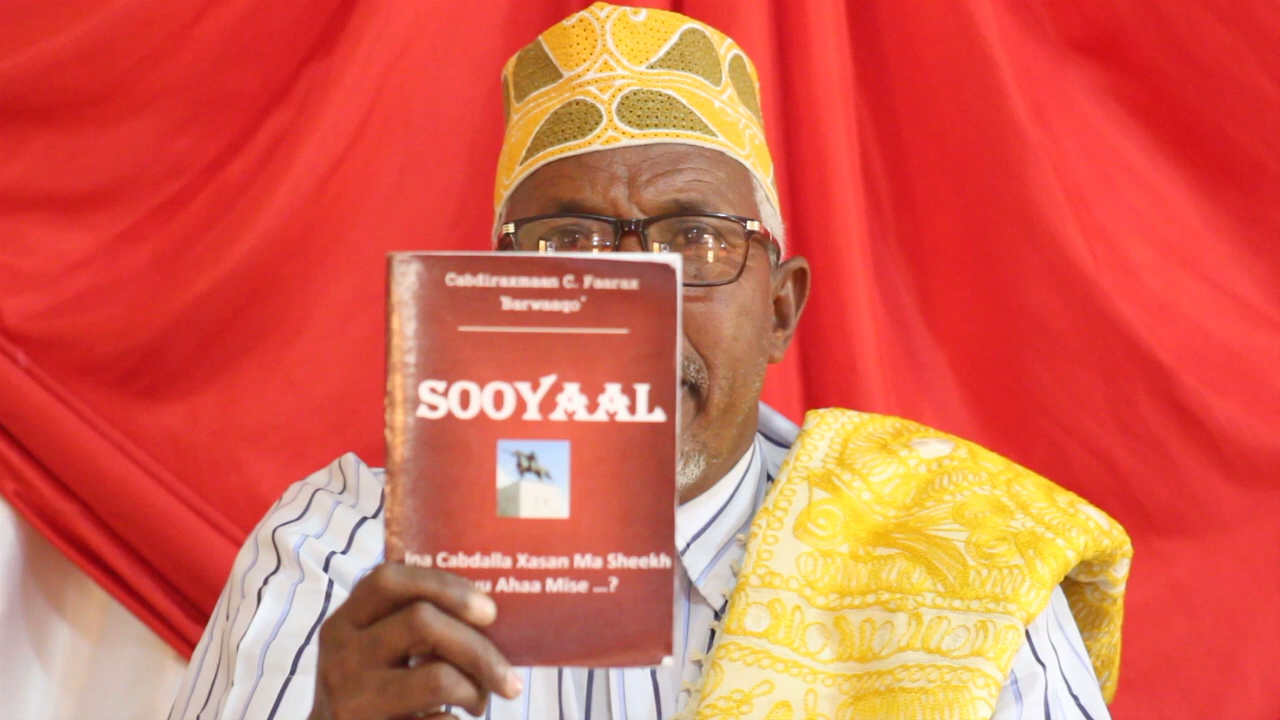 Cabdiraxmaan C. Faarax
'Barwaaqo'
SOOYAAL
Ina Cabdalla Xasan Ma Sheekh
Ahaa Mise ...?